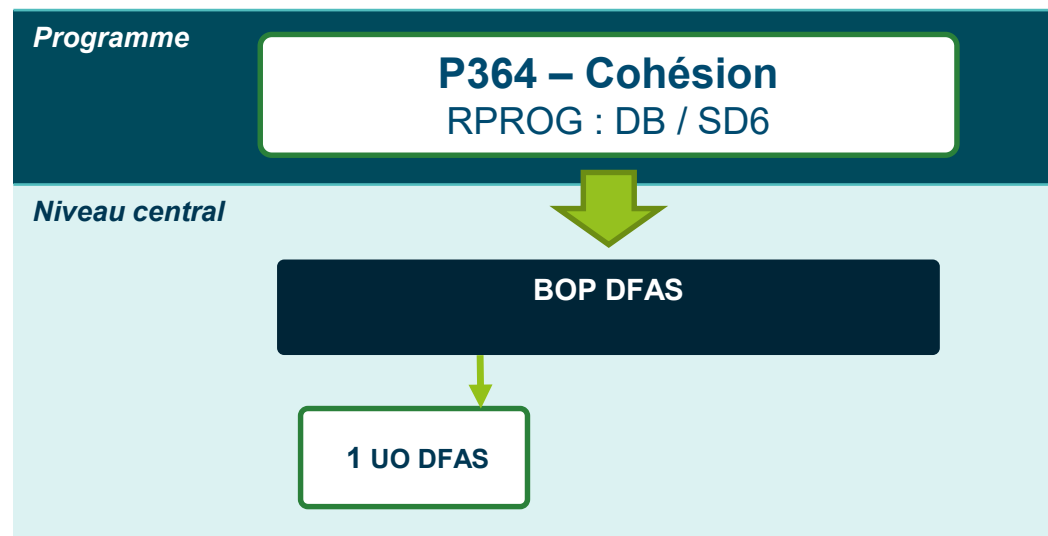 Programme
P364 – Cohésion
RPROG : DB / SD6
Niveau central
BOP DFAS
1 UO DFAS